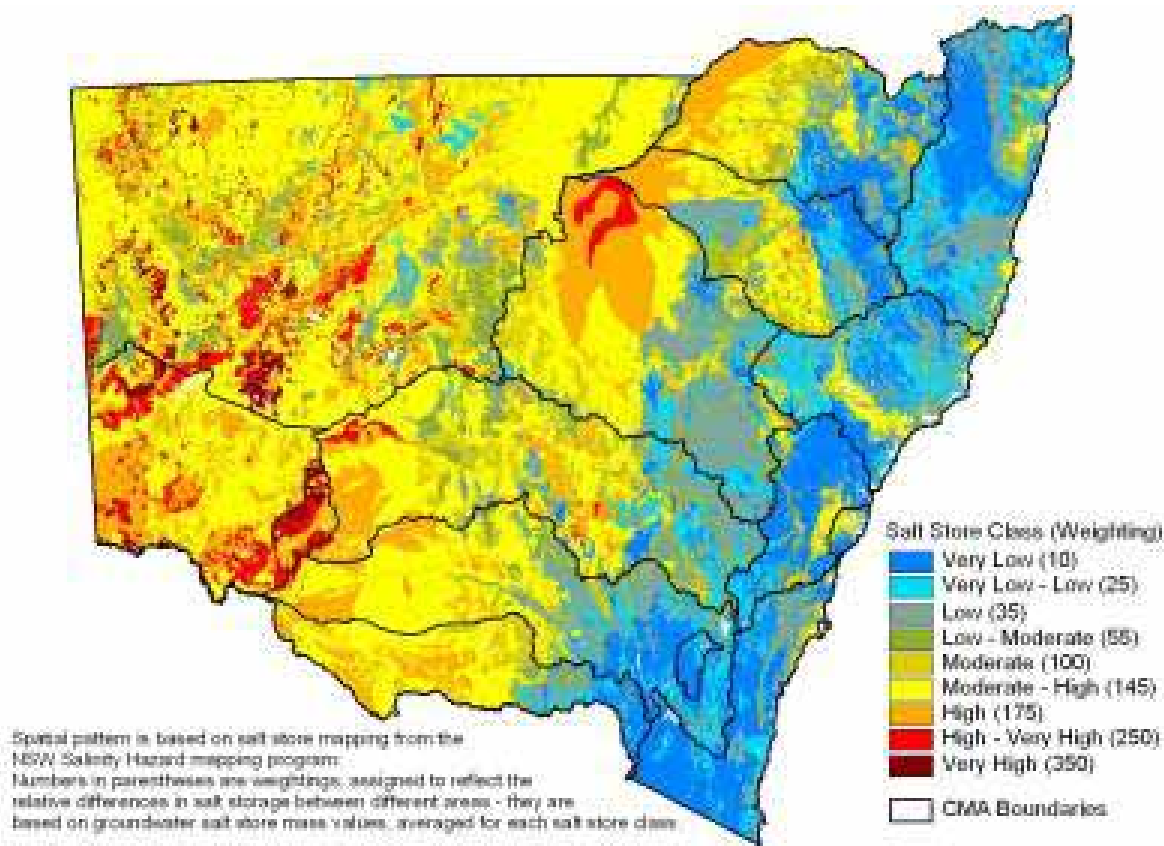 Salt Store Class (Weighting)
Very Low (10)
Very Low - Low (25)
Low (35)
Low - Moderate (55)
Moderate (100)
Moderate - High (145)
High (175)
High - Very High (250)
Very High (350)
CMA Boundaries
Spatial pattern is based on salt store mapping from the
NSW Salinity Hazard mapping program.
Numbers in parentheses are weightings, assigned to reflect the
relative differences in salt storage between different areas - they are
based on groundwater salt store mass values, averaged for each salt store class